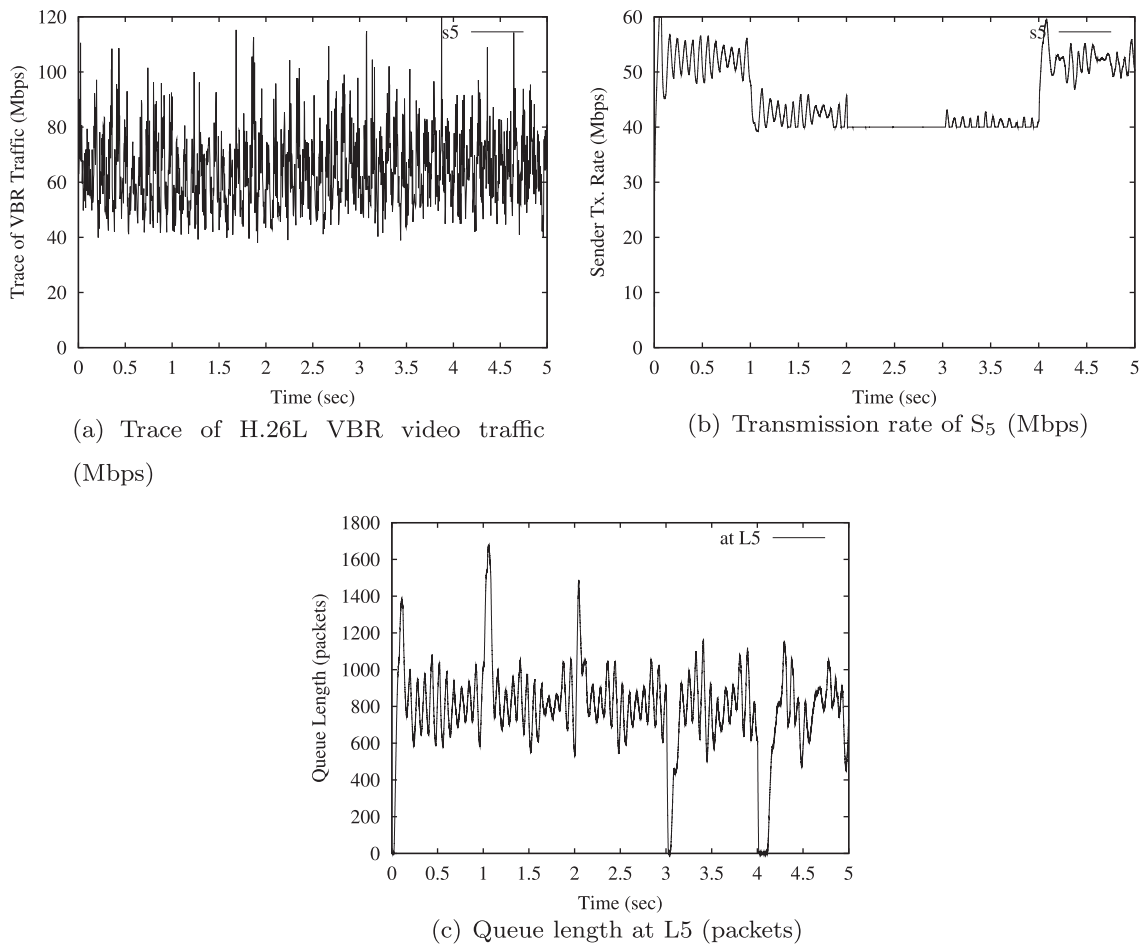 120
100
80
60
40
20
0
Trace of VBR Traffic (Mbps)
s5
0 0.5 1 1.5 2 2.5 3 3.5 4 4.5 5
Time (sec)
(a) Trace of H.26L VBR video traffic
(Mbps)
60
50
40
30
20
10
0
Sender Tx. Rate (Mbps)
s5
0 0.5 1 1.5 2 2.5 3 3.5 4 4.5 5
Time (sec)
(b) Transmission rate of S5 (Mbps)
1800
1600
1400
1200
1000
800
600
400
200
0
Queue Length (packets)
at L5
0 0.5 1 1.5 2 2.5 3 3.5 4 4.5 5
Time (sec)
(c) Queue length at L5 (packets)